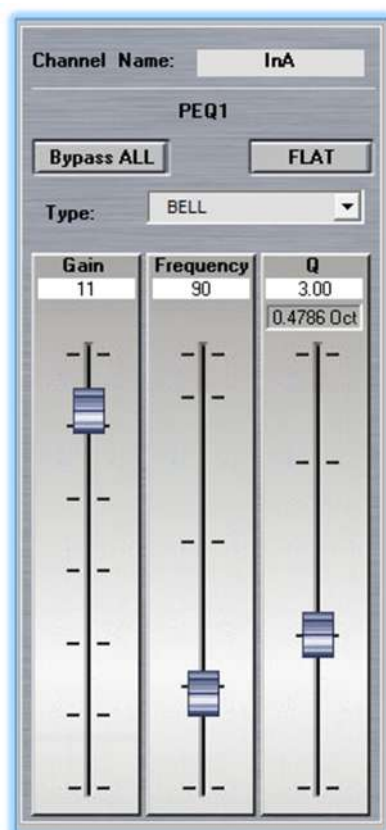 Channel Name: InA
PEQ1
Bypass ALL FLAT
Type: BELL
Gain Frequency Q
11 90 3.00
0.4786 Oct